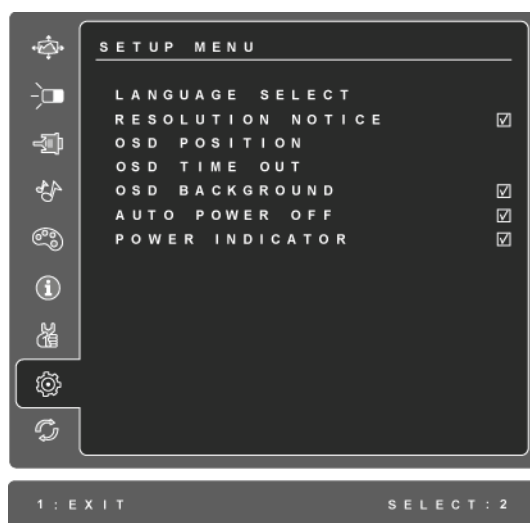 SETUP MENU
LANGUAGE SELECT
RESOLUTION NOTICE
OSD POSITION
OSD TIME OUT
OSD BACKGROUND
AUTO POWER OFF
POWER INDICATOR
1:EXIT SELECT:2